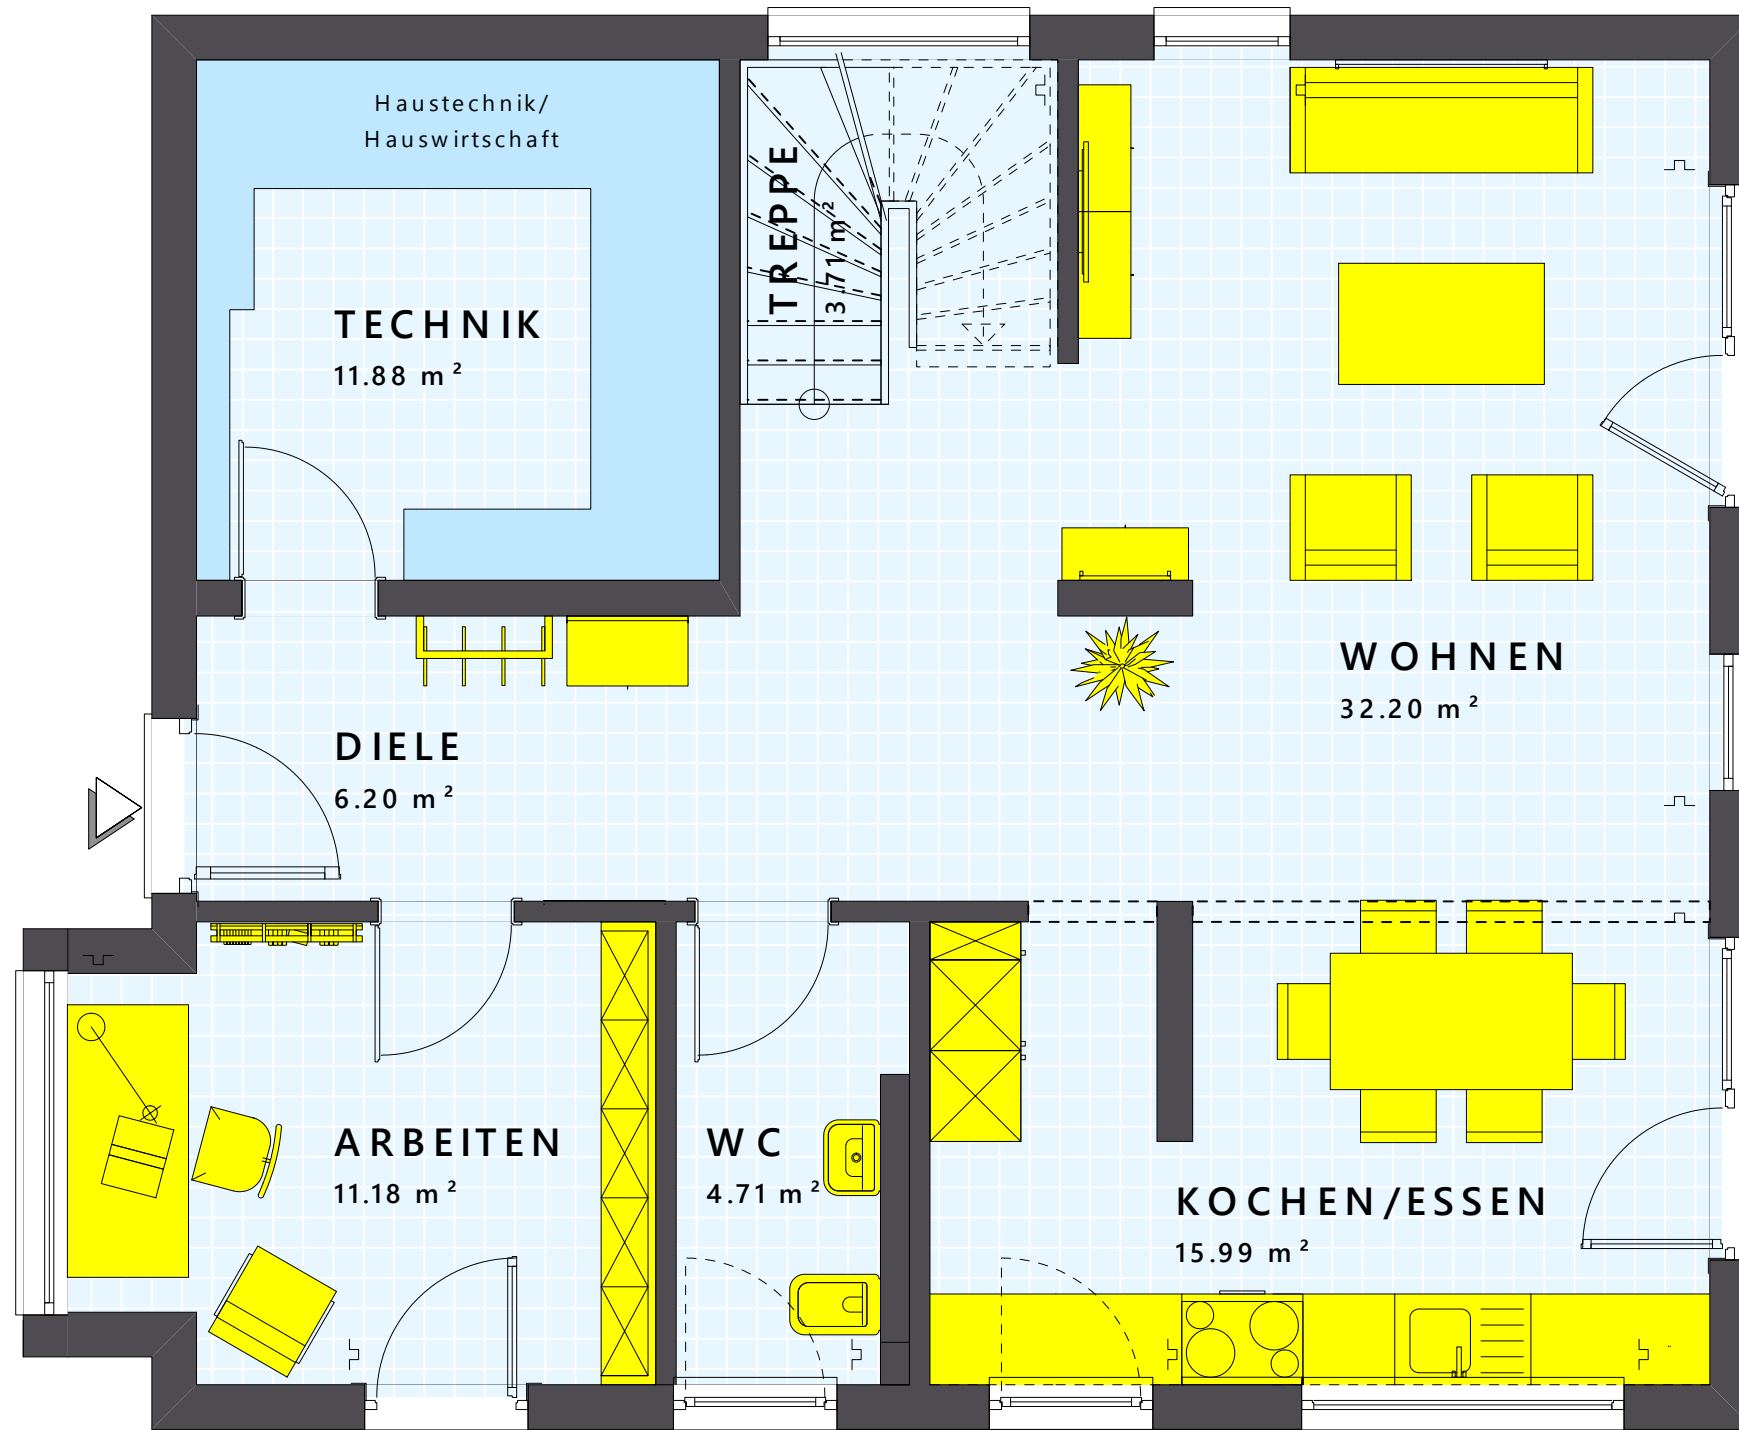 Haustechnik/
Hauswirtschaft
TREPPE
3.71 m²
TECHNIK
11.88 m²
WOHNEN
32.20 m²
DIELE
6.20 m²
ARBEITEN
11.18 m²
WC
4.71 m²
KOCHEN/ESSEN
15.99 m²